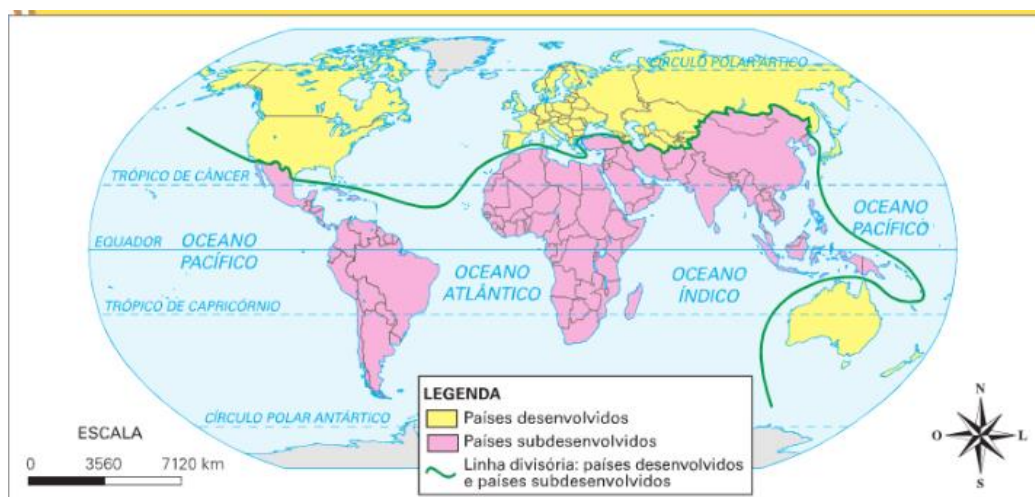 CÍRCULO POLAR ÁRTICO
TRÓPICO DE CÂNCER
OCEANO
PACÍFICO
EQUADOR
OCEANO
PACÍFICO
OCEANO
ATLÂNTICO
OCEANO
ÍNDICO
TRÓPICO DE CAPRICÓRNIO
CÍRCULO POLAR ANTÁRTICO
LEGENDA
Países desenvolvidos
Países subdesenvolvidos
Linha divisória: países desenvolvidos
e países subdesenvolvidos
ESCALA
0 3560 7120 km
N
O L
S